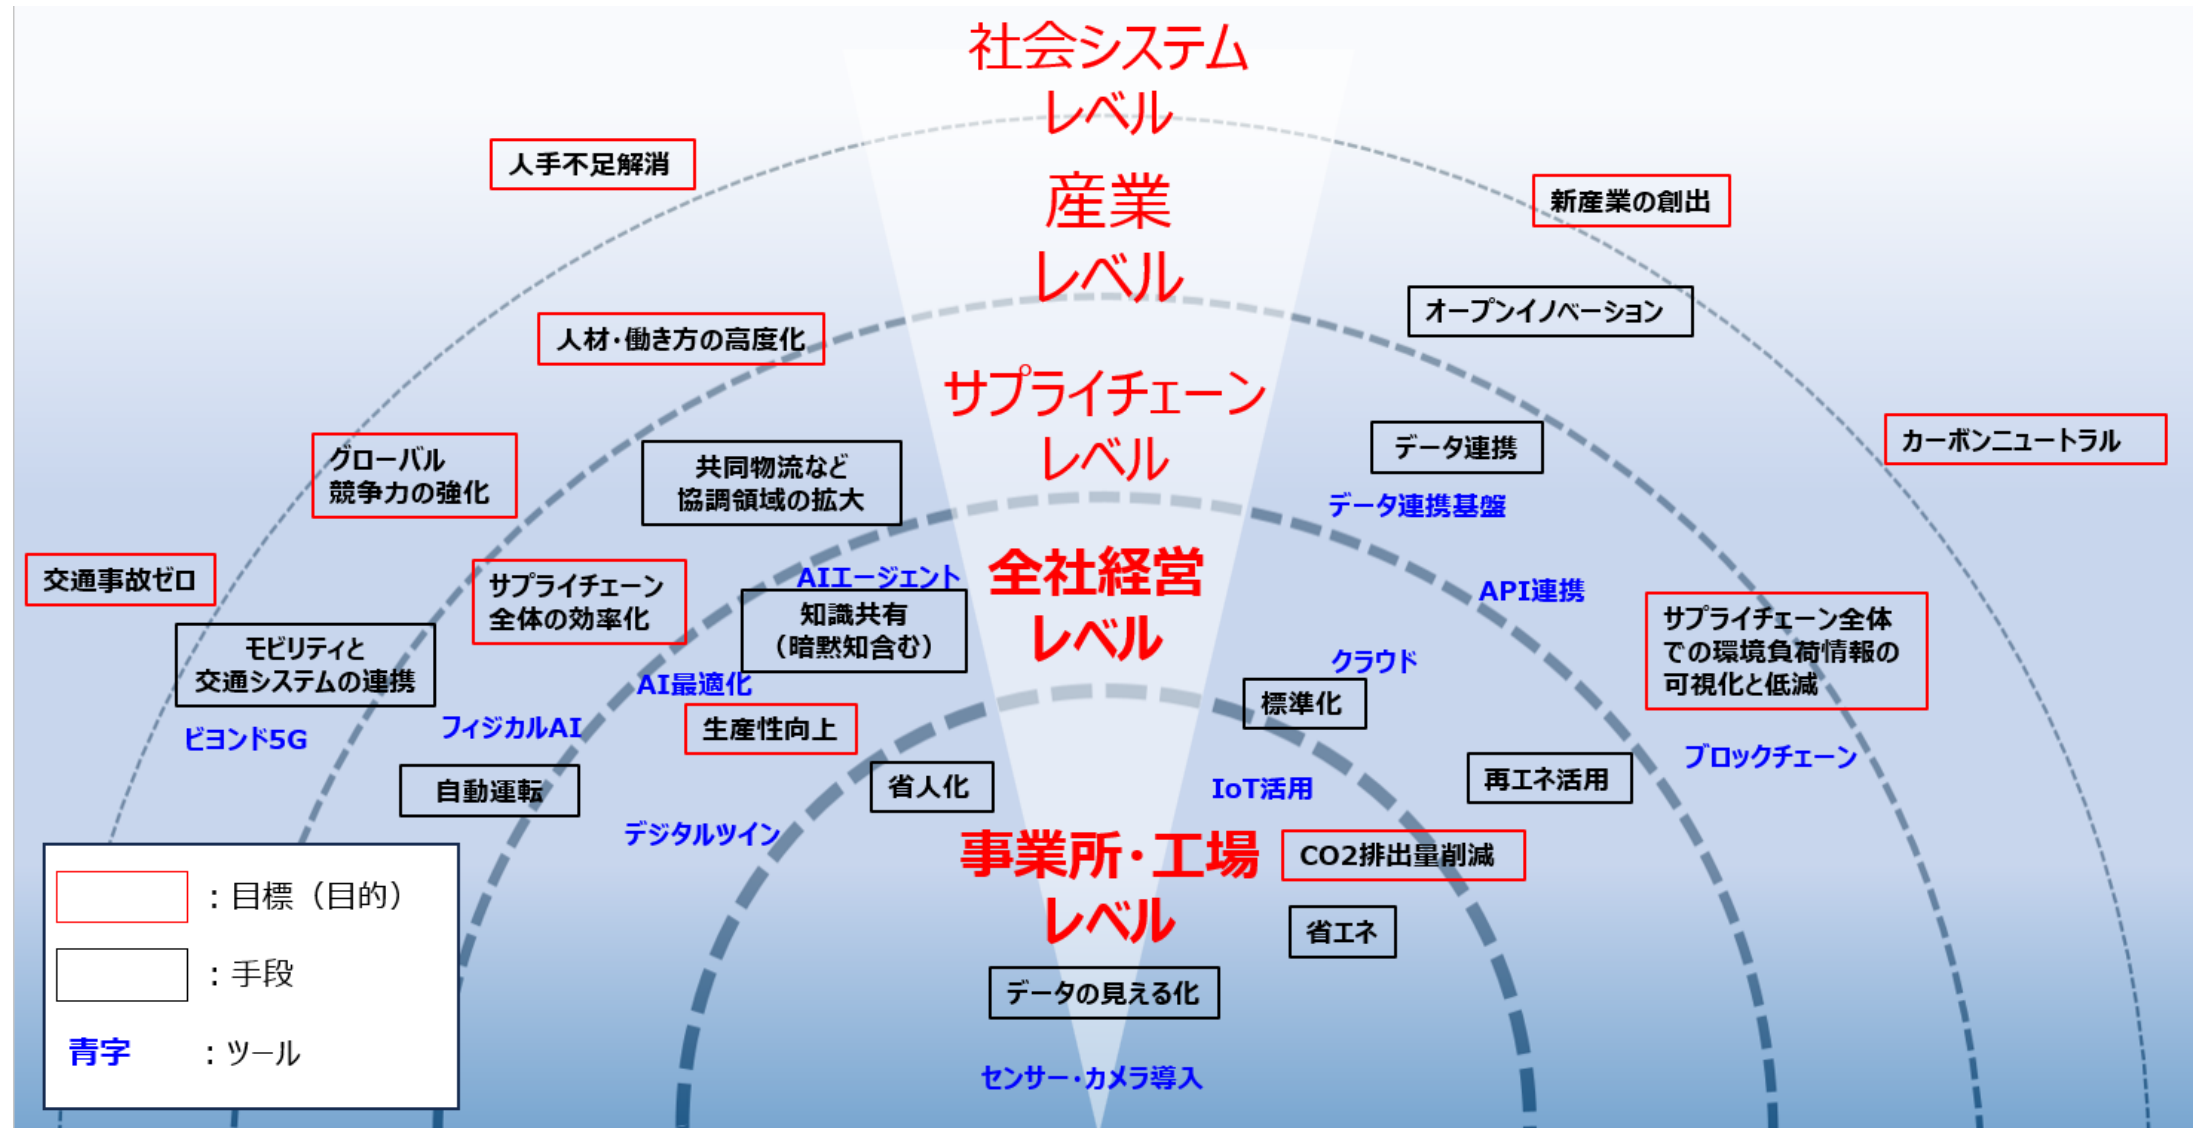 社会システム
レベル
人手不足解消
新産業の創出
産業
レベル
オープンイノベーション
人材・働き方の高度化
サプライチェーン
レベル
グローバル
競争力の強化
共同物流など
協調領域の拡大
データ連携
データ連携基盤
カーボンニュートラル
交通事故ゼロ
サプライチェーン
全体の効率化
AIエージェント
知識共有
（暗黙知含む）
全社経営
レベル
API連携
サプライチェーン全体
での環境負荷情報の
可視化と低減
モビリティと
交通システムの連携
ビヨンド5G
フィジカルAI
AI最適化
生産性向上
クラウド
標準化
ブロックチェーン
自動運転
省人化
IoT活用
再エネ活用
デジタルツイン
事業所・工場
レベル
CO2排出量削減
省エネ
データの見える化
センサー・カメラ導入
：目標（目的）
：手段
青字 ：ツール